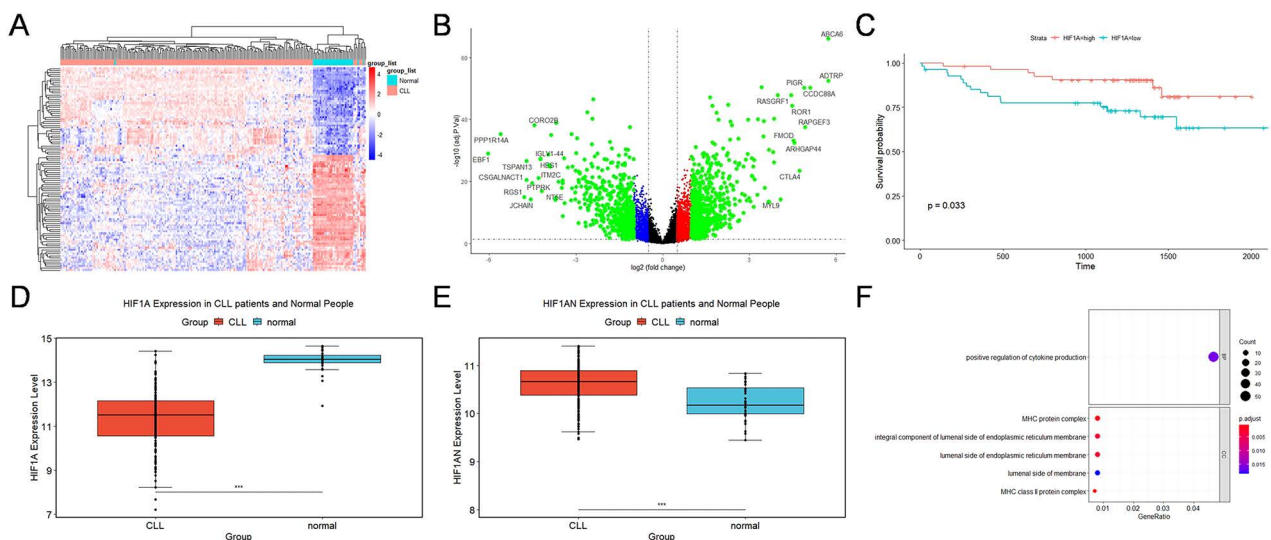 A
group_list
group_list
Normal
CLL
4
2
0
-2
-4
B
ABCA6
ADTRP
PIGR
CCDC88A
RASGRF1
ROR1
RAPGEF3
FMOD
ARHGAP44
CTLA4
MYL9
CORO2B
PPP1R14A
EBF1
IGLV1-44
TSPAN13
HBS1
ITM2C
CSGALNACT1
PTPRK
RGS1
NT5E
JCHAIN
-log10 (adj.P.Val)
60
40
20
0
-6
-3
0
3
6
log2 (fold change)
C
Strata HIF1A=high HIF1A=low
Survival probability
1.00
0.75
0.50
0.25
0.00
p = 0.033
0 500 1000 1500 2000
Time
D
HIF1A Expression in CLL patients and Normal People
Group CLL normal
HIF1A Expression Level
15
13
11
9
7
***
CLL normal
Group
E
HIF1AN Expression in CLL patients and Normal People
Group CLL normal
HIF1AN Expression Level
11
10
9
8
***
CLL normal
Group
F
positive regulation of cytokine production
BP
MHC protein complex
integral component of lumenal side of endoplasmic reticulum membrane
lumenal side of endoplasmic reticulum membrane
lumenal side of membrane
MHC class II protein complex
CC
0.01 0.02 0.03 0.04
GeneRatio
Count
10
20
30
40
50
p.adjust
0.005
0.010
0.015